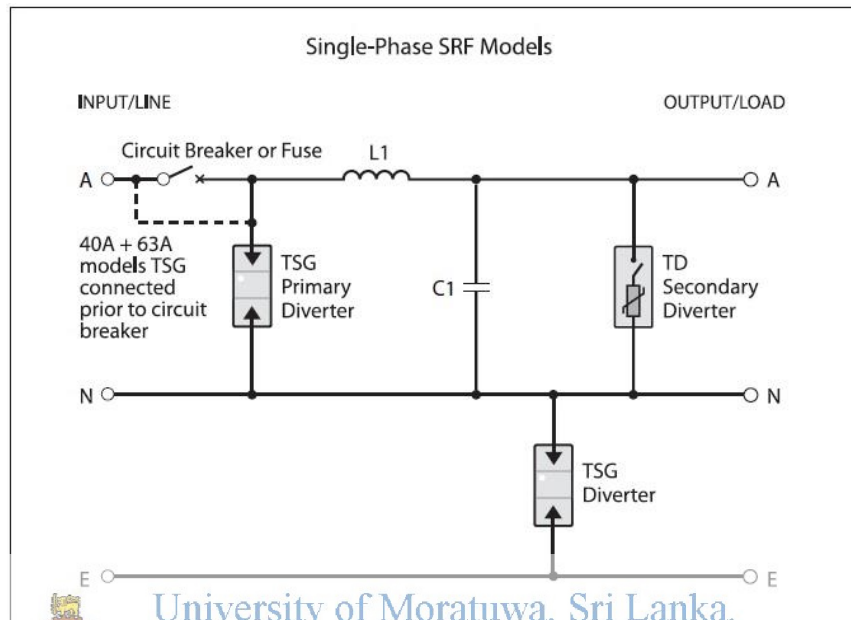 Single-Phase SRF Models
INPUT/LINE
OUTPUT/LOAD
Circuit Breaker or Fuse
L1
A
A
40A + 63A
models TSG
connected
prior to circuit
breaker
TSG
Primary
Diverter
C1
TD
Secondary
Diverter
N
N
TSG
Diverter
E
E
University of Moratuwa, Sri Lanka.